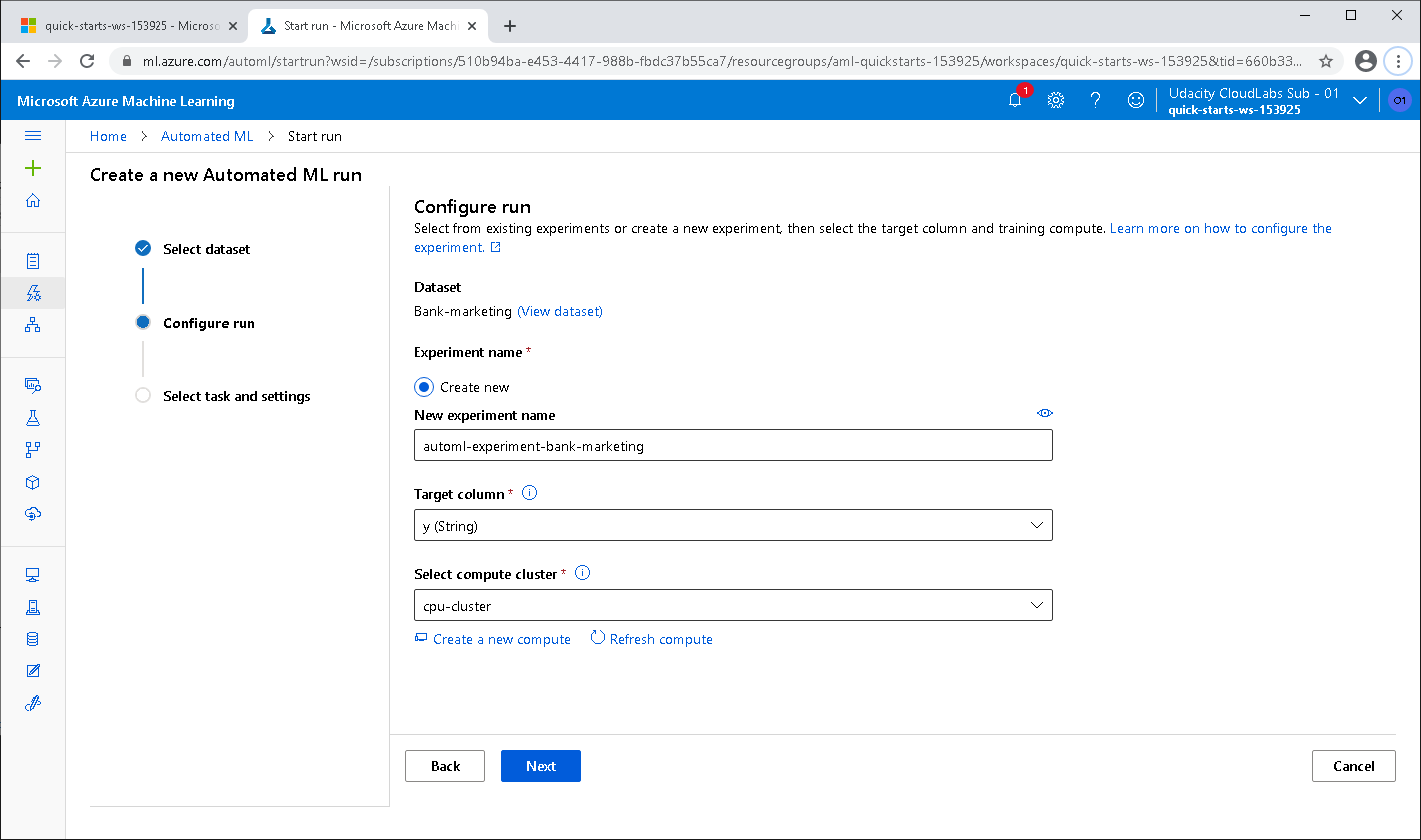 quick-starts-ws-153925 - Microso
Start run - Microsoft Azure Machi
ml.azure.com/automl/startrun?wsid=/subscriptions/510b94ba-e453-4417-988b-fbdc37b55ca7/resourcegroups/aml-quickstarts-153925/workspaces/quick-starts-ws-153925&tid=660b33...
Microsoft Azure Machine Learning
1
Udacity CloudLabs Sub - 01
quick-starts-ws-153925
O1
Home > Automated ML > Start run
Create a new Automated ML run
Select dataset
Configure run
Select task and settings
Configure run
Select from existing experiments or create a new experiment, then select the target column and training compute. Learn more on how to configure the
experiment.
Dataset
Bank-marketing (View dataset)
Experiment name *
Create new
New experiment name
automl-experiment-bank-marketing
Target column *
y (String)
Select compute cluster *
cpu-cluster
Create a new compute Refresh compute
Back Next Cancel